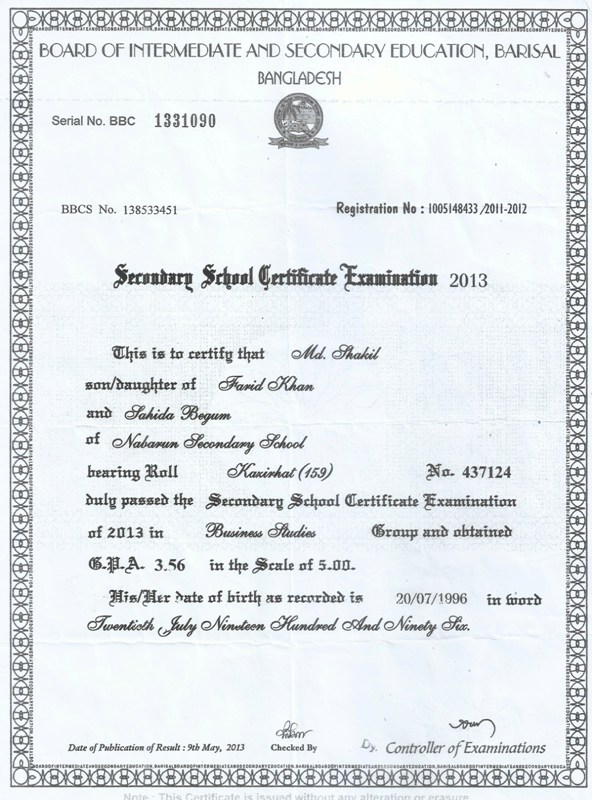 BOARD OF INTERMEDIATE AND SECONDARY EDUCATION, BARISAL
BANGLADESH
Serial No. BBC 1331090
BBCS No. 138533451 Registration No : 1005148433/2011-2012
Secondary School Certificate Examination 2013
This is to certify that Md. Shakil
son/daughter of Farid Khan
and Sahida Begum
of Nabarun Secondary School
bearing Roll Kazirhat (159) No. 437124
duly passed the Secondary School Certificate Examination
of 2013 in Business Studies Group and obtained
G.P.A. 3.56 in the Scale of 5.00.
His/Her date of birth as recorded is 20/07/1996 in word
Twentieth July Nineteen Hundred And Ninety Six.
Date of Publication of Result : 9th May, 2013 Checked By Dy. Controller of Examinations
Note : This Certificate is issued without any alteration or erasure